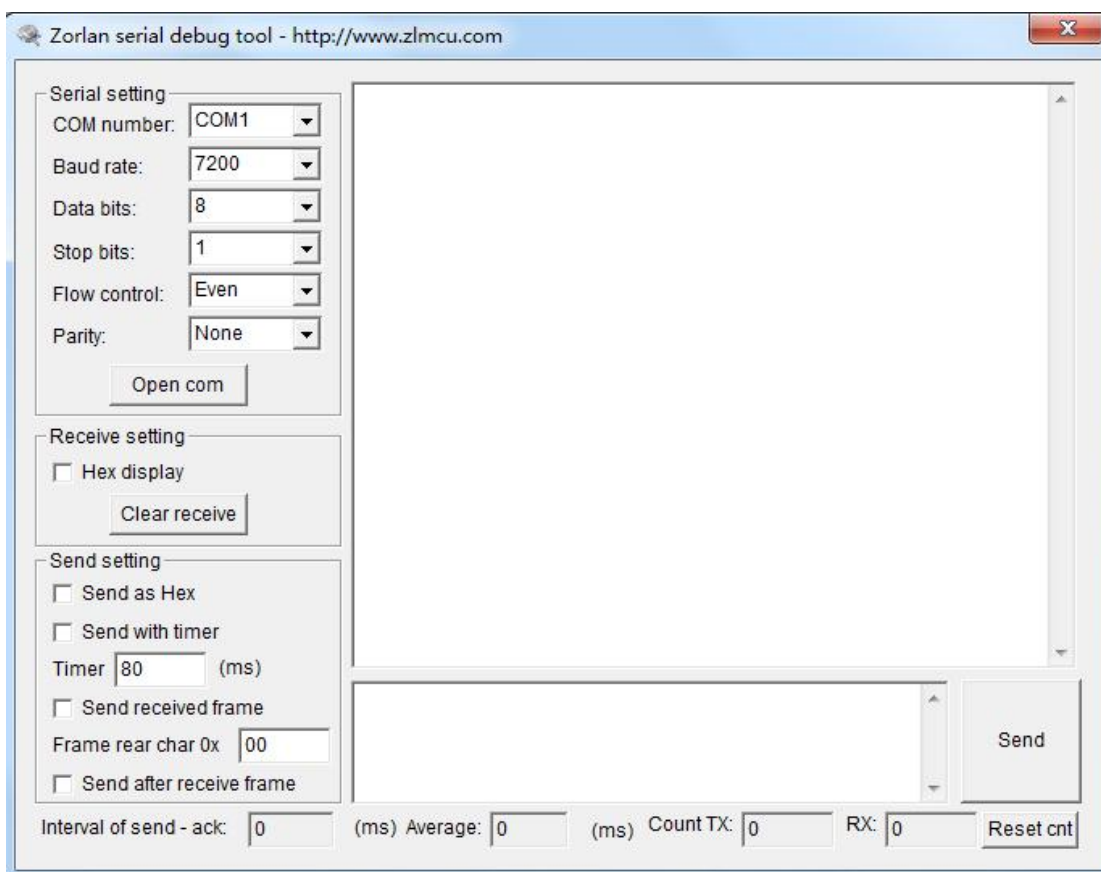 Zorlan serial debug tool - http://www.zlmcu.com
x
Serial setting
COM number: COM1
Baud rate: 7200
Data bits: 8
Stop bits: 1
Flow control: Even
Parity: None
Open com
Receive setting
Hex display
Clear receive
Send setting
Send as Hex
Send with timer
Timer 80 (ms)
Send received frame
Frame rear char 0x 00
Send after receive frame
Send
Interval of send - ack: 0 (ms) Average: 0 (ms) Count TX: 0 RX: 0 Reset cnt